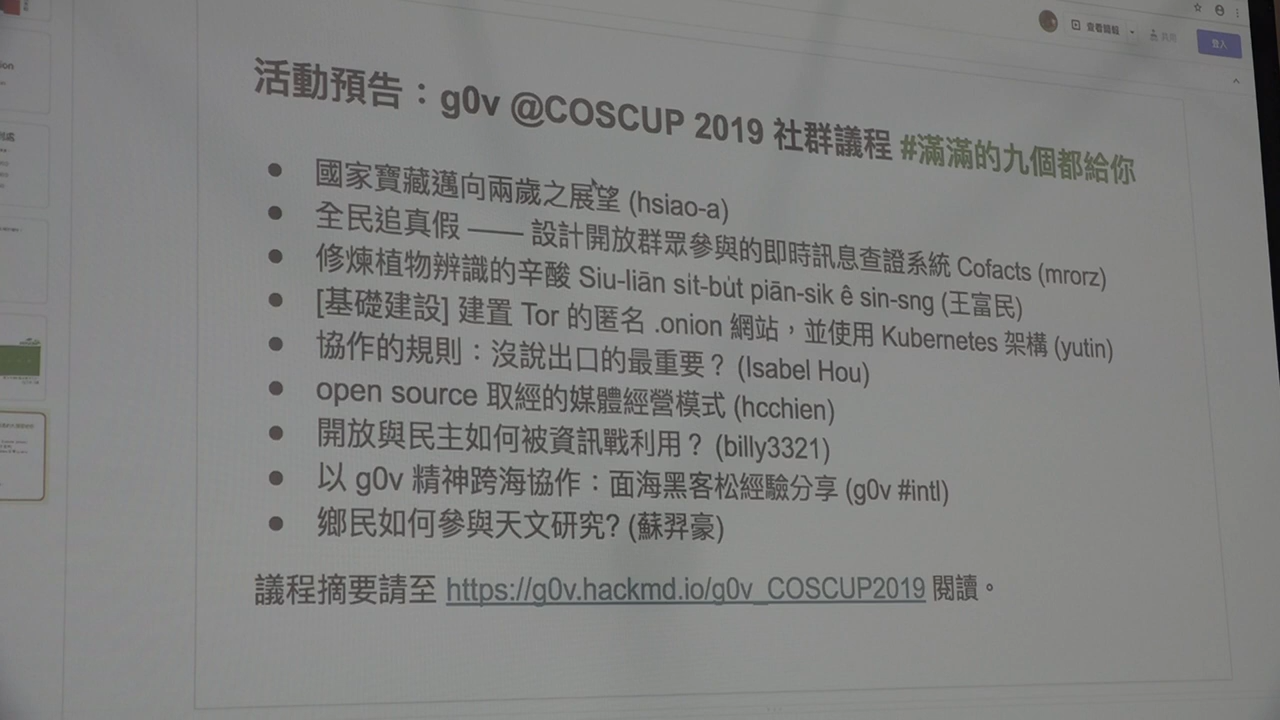 查看簡報
共用
登入
活動預告：g0v @COSCUP 2019 社群議程 #滿滿的九個都給你
● 國家寶藏邁向兩歲之展望 (hsiao-a)
● 全民追真假 —— 設計開放群眾參與的即時訊息查證系統 Cofacts (mrorz)
● 修煉植物辨識的辛酸 Siu-liān si̍t-bu̍t piān-sik ê sin-sng (王富民)
● [基礎建設] 建置 Tor 的匿名 .onion 網站，並使用 Kubernetes 架構 (yutin)
● 協作的規則：沒說出口的最重要？ (Isabel Hou)
● open source 取經的媒體經營模式 (hcchien)
● 開放與民主如何被資訊戰利用？ (billy3321)
● 以 g0v 精神跨海協作：面海黑客松經驗分享 (g0v #intl)
● 鄉民如何參與天文研究? (蘇羿豪)
議程摘要請至 https://g0v.hackmd.io/g0v_COSCUP2019 閱讀。